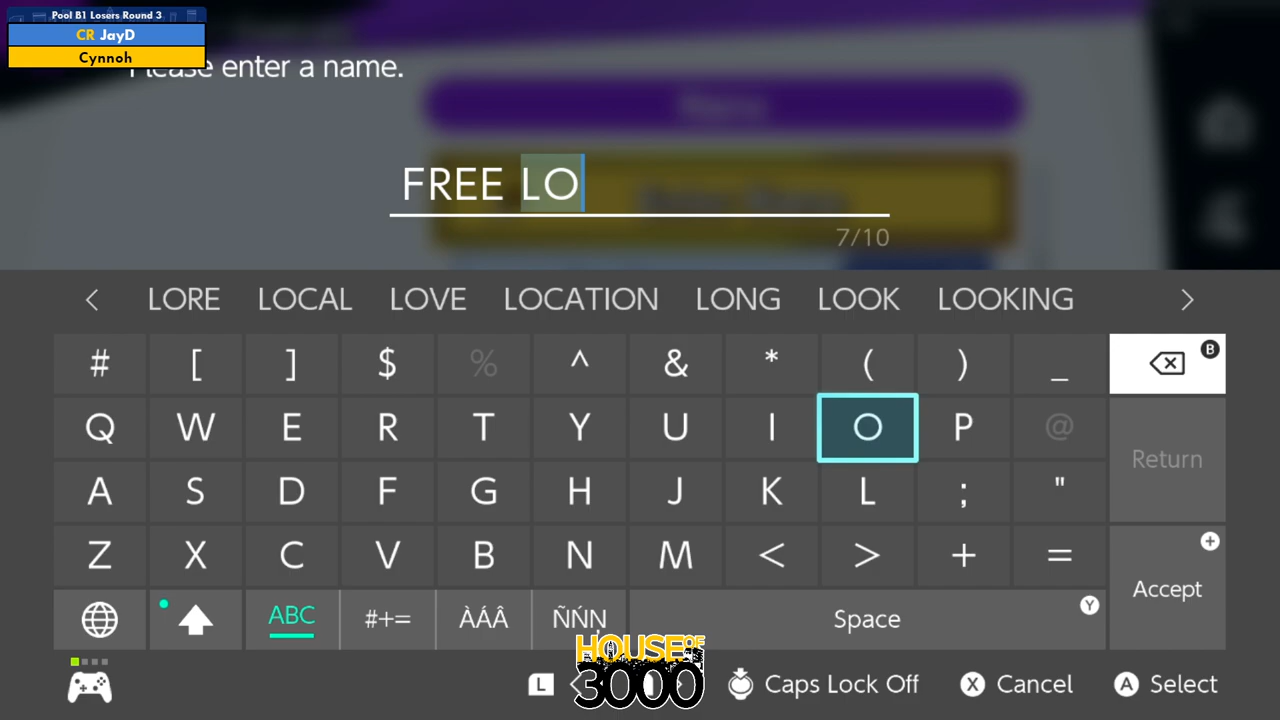 Pool B1 Losers Round 3
CR JayD
Cynnoh
Please enter a name.
FREE LO
7/10
LORE LOCAL LOVE LOCATION LONG LOOK LOOKING
# [ ] $ % ^ & * ( ) _ B
Q W E R T Y U I O P @
Return
A S D F G H J K L ; "
Z X C V B N M < > + =
Accept
ABC #+= ÀÁÂ ÑŃŅ Space Y
HOUSE OF
3000
L Caps Lock Off X Cancel A Select